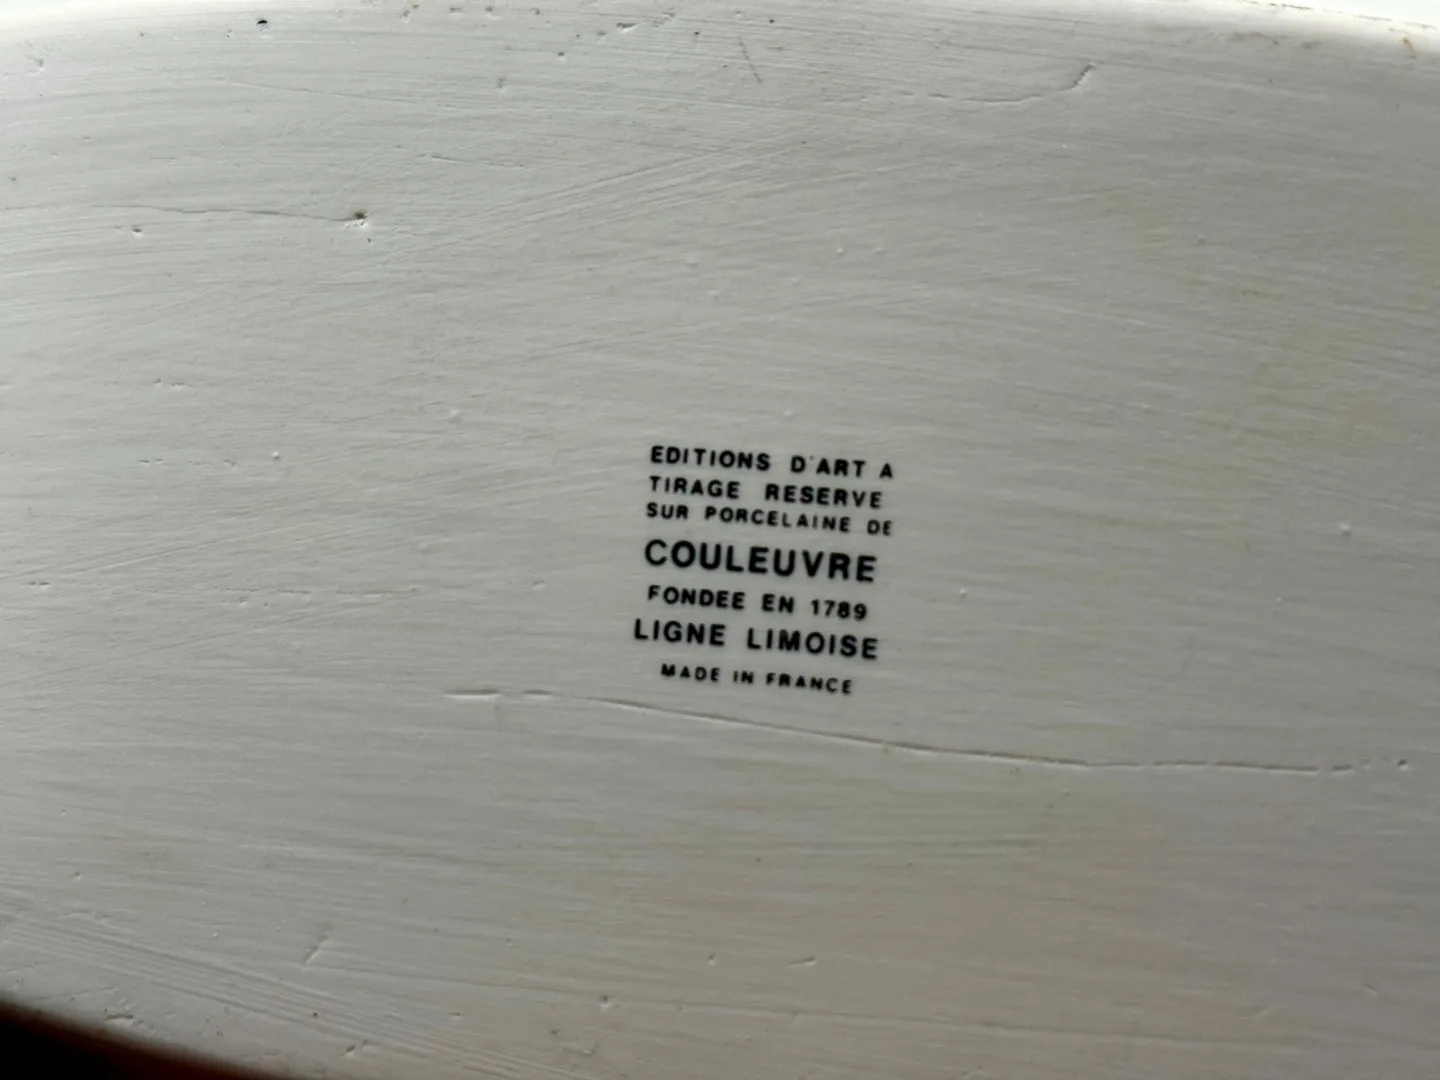 EDITIONS D'ART A
TIRAGE RESERVE
SUR PORCELAINE DE
COULEUVRE
FONDEE EN 1789
LIGNE LIMOISE
MADE IN FRANCE